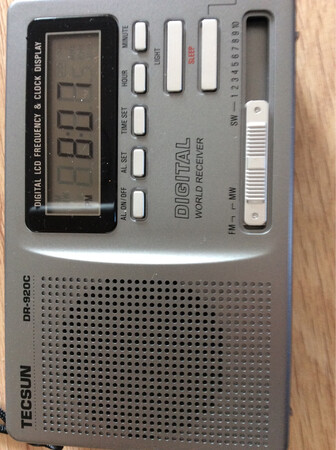 DIGITAL LCD FREQUENCY & CLOCK DISPLAY
PM 8:07
AL.ON/OFF
AL.SET
TIME SET
HOUR
MINUTE
LIGHT
SLEEP
DIGITAL
WORLD RECEIVER
FM MW
SW 1 2 3 4 5 6 7 8 9 10
TECSUN DR-920C